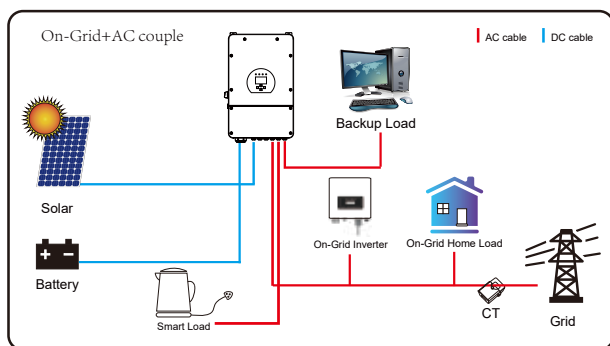 On-Grid+AC couple
AC cable
DC cable
Backup Load
Solar
On-Grid Inverter
On-Grid Home Load
Battery
Smart Load
CT
Grid